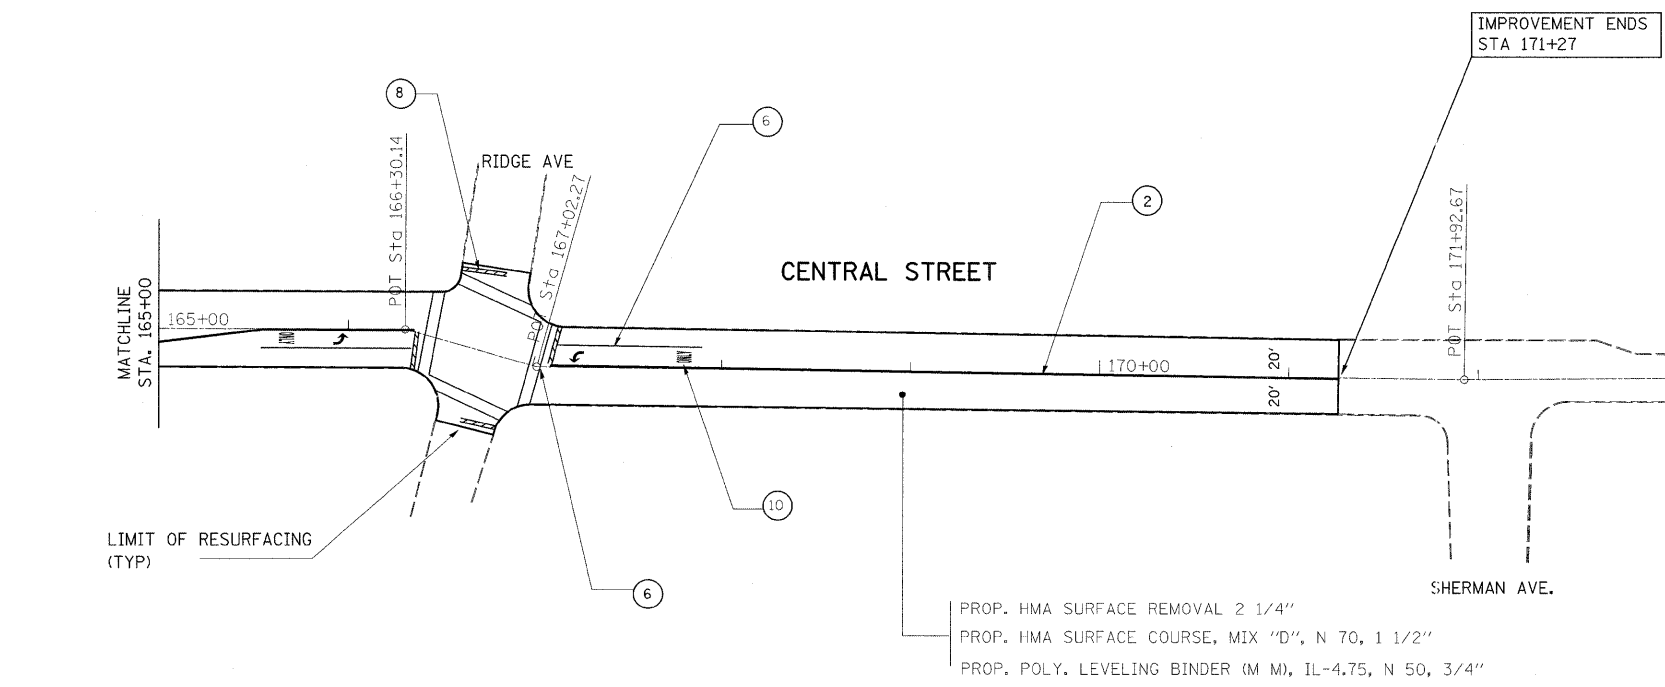 IMPROVEMENT ENDS
STA 171+27
8
6
RIDGE AVE
POT Sta 166+30.14
Sta 167+02.27
PO
2
POT Sta 171+92.67
CENTRAL STREET
MATCHLINE
STA. 165+00
165+00
ONLY
ONLY
170+00
20'
20'
10
LIMIT OF RESURFACING
(TYP)
6
SHERMAN AVE.
PROP. HMA SURFACE REMOVAL 2 1/4"
PROP. HMA SURFACE COURSE, MIX "D", N 70, 1 1/2"
PROP. POLY. LEVELING BINDER (M M), IL-4.75, N 50, 3/4"